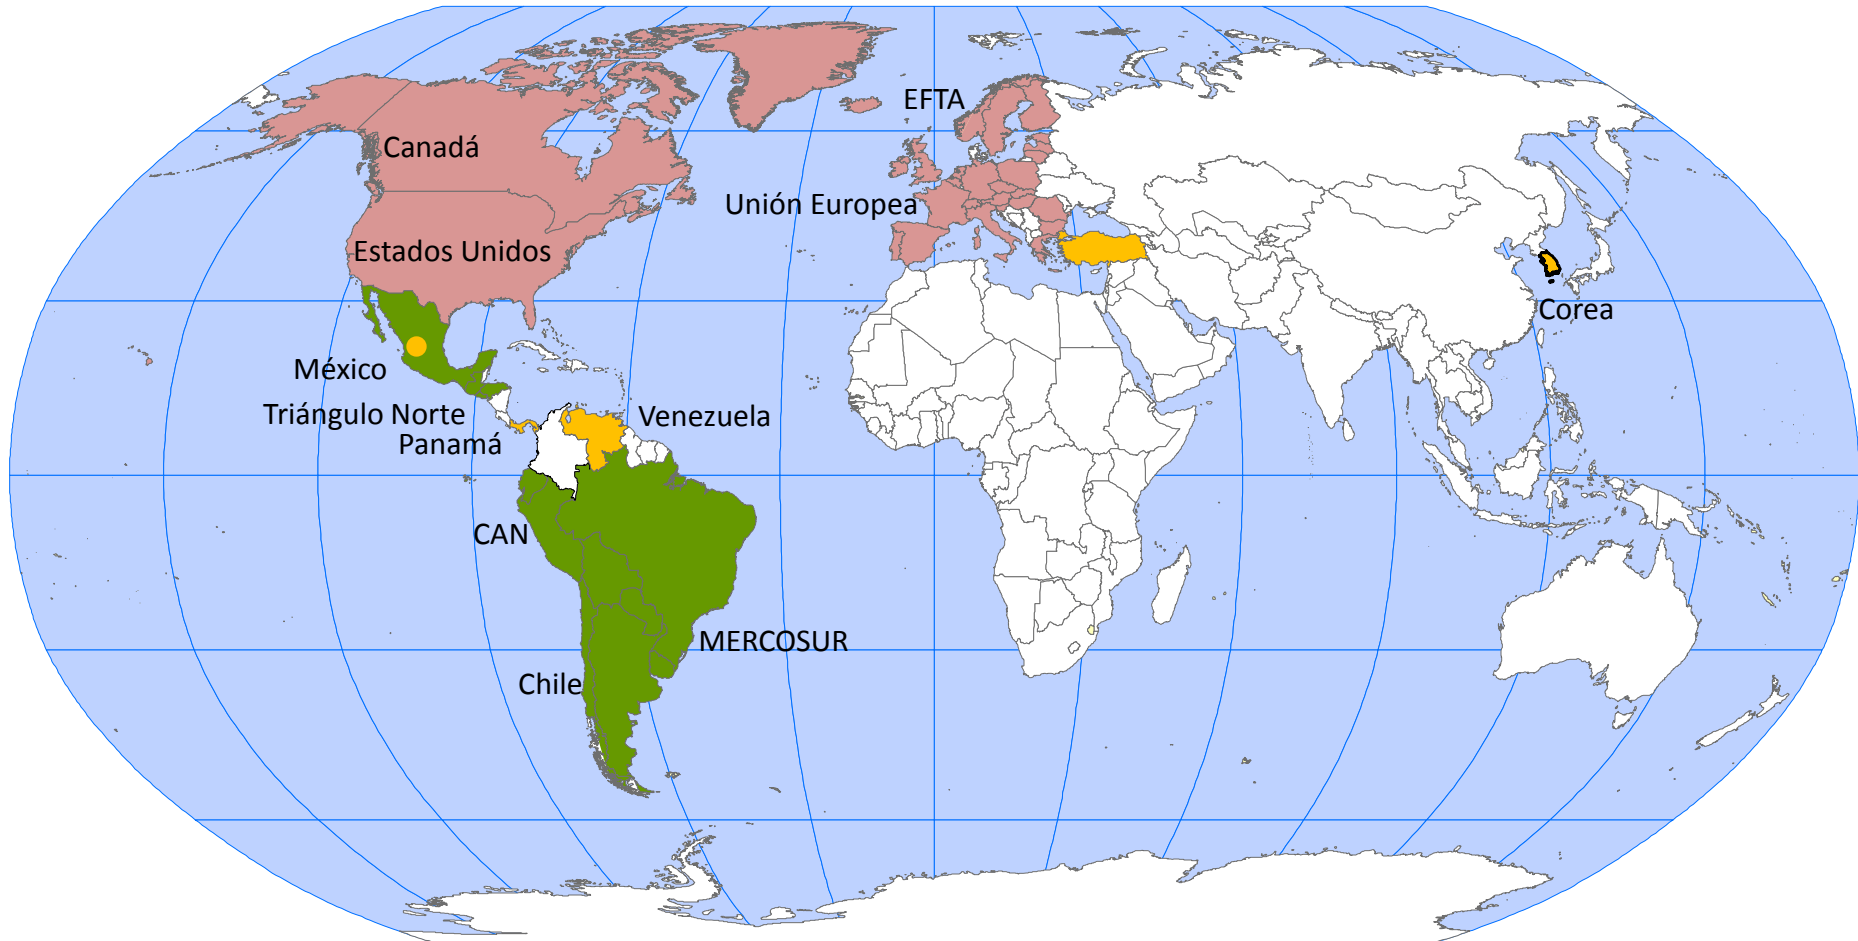 EFTA
Canadá
Unión Europea
Estados Unidos
Corea
México
Triángulo Norte
Venezuela
Panamá
CAN
MERCOSUR
Chile